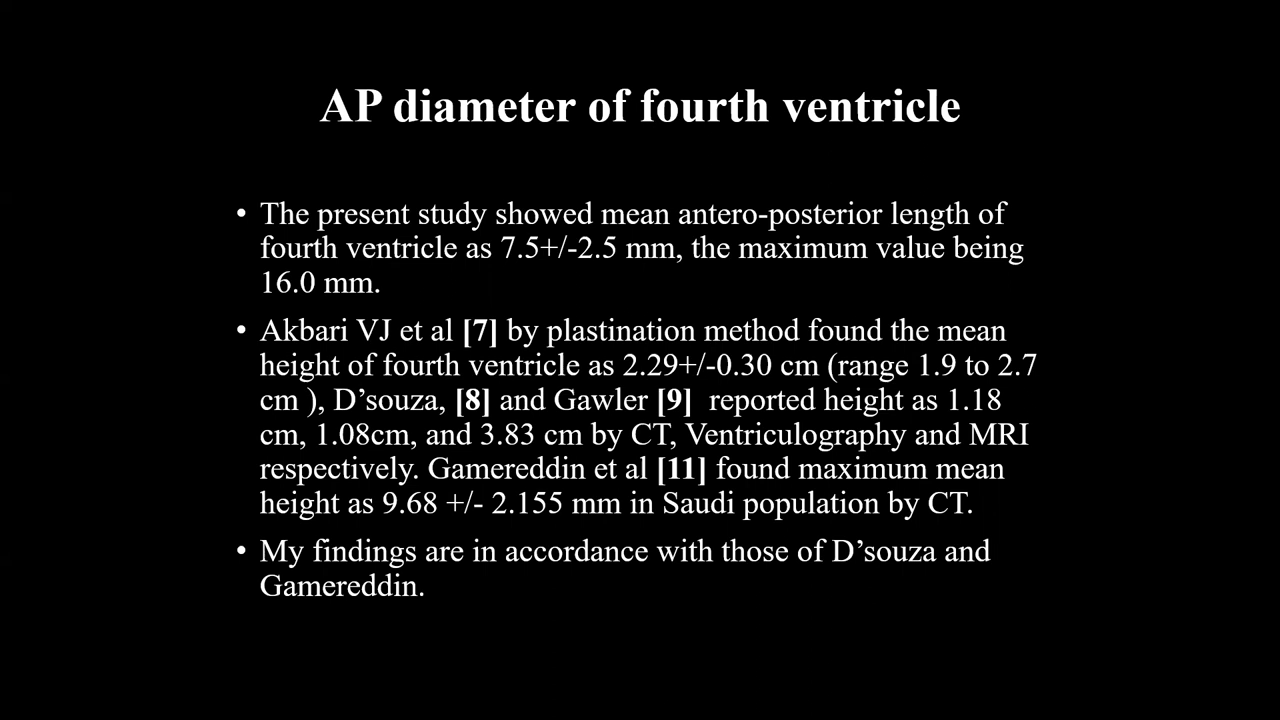 AP diameter of fourth ventricle
• The present study showed mean antero-posterior length of
fourth ventricle as 7.5+/-2.5 mm, the maximum value being
16.0 mm.
• Akbari VJ et al [7] by plastination method found the mean
height of fourth ventricle as 2.29+/-0.30 cm (range 1.9 to 2.7
cm ), D’souza, [8] and Gawler [9]  reported height as 1.18
cm, 1.08cm, and 3.83 cm by CT, Ventriculography and MRI
respectively. Gamereddin et al [11] found maximum mean
height as 9.68 +/- 2.155 mm in Saudi population by CT.
• My findings are in accordance with those of D’souza and
Gamereddin.